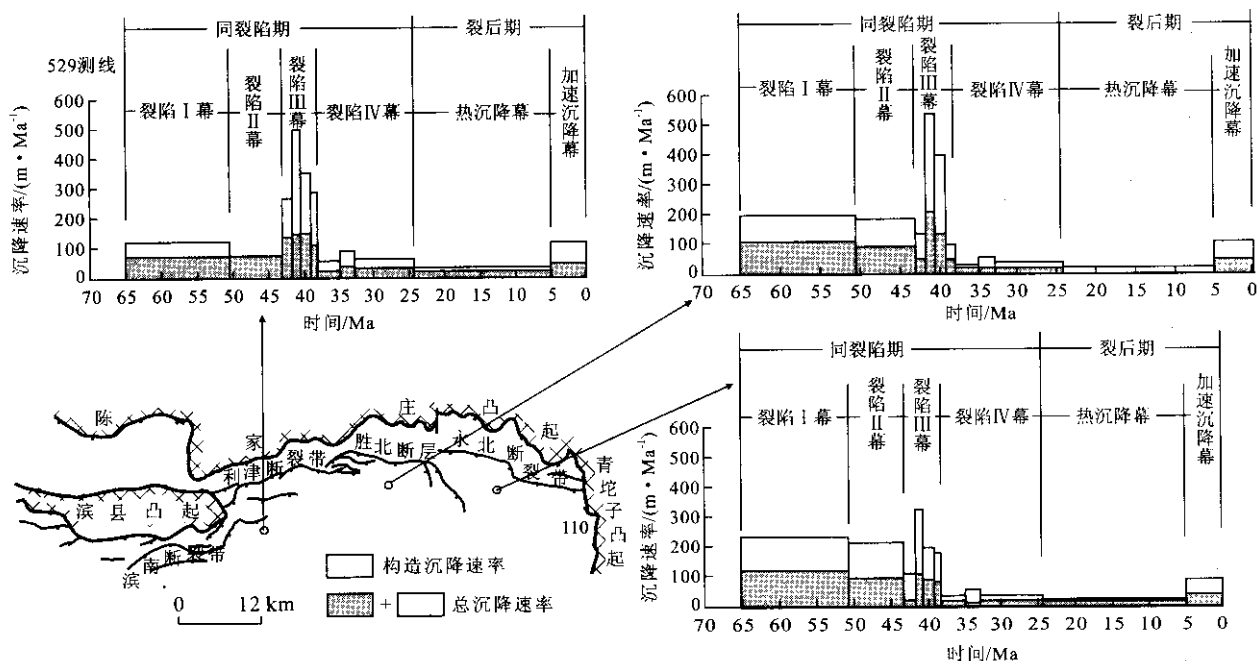 同裂陷期 裂后期
529测线
裂陷Ⅰ幕 裂陷Ⅱ幕 裂陷Ⅲ幕 裂陷Ⅳ幕 热沉降幕 加速沉降幕
沉降速率/(m·Ma⁻¹)
600
500
400
300
200
100
0
70 65 60 55 50 45 40 35 30 25 20 15 10 5 0
时间/Ma
同裂陷期 裂后期
裂陷Ⅰ幕 裂陷Ⅱ幕 裂陷Ⅲ幕 裂陷Ⅳ幕 热沉降幕 加速沉降幕
沉降速率/(m·Ma⁻¹)
600
500
400
300
200
100
0
70 65 60 55 50 45 40 35 30 25 20 15 10 5 0
时间/Ma
同裂陷期 裂后期
裂陷Ⅰ幕 裂陷Ⅱ幕 裂陷Ⅲ幕 裂陷Ⅳ幕 热沉降幕 加速沉降幕
沉降速率/(m·Ma⁻¹)
600
500
400
300
200
100
0
70 65 60 55 50 45 40 35 30 25 20 15 10 5 0
时间/Ma
陈家庄凸起
利津断裂带
胜北断层
永北断裂带
青坨子凸起
滨县凸起
滨南断裂带
110
构造沉降速率
+ 总沉降速率
0 12 km